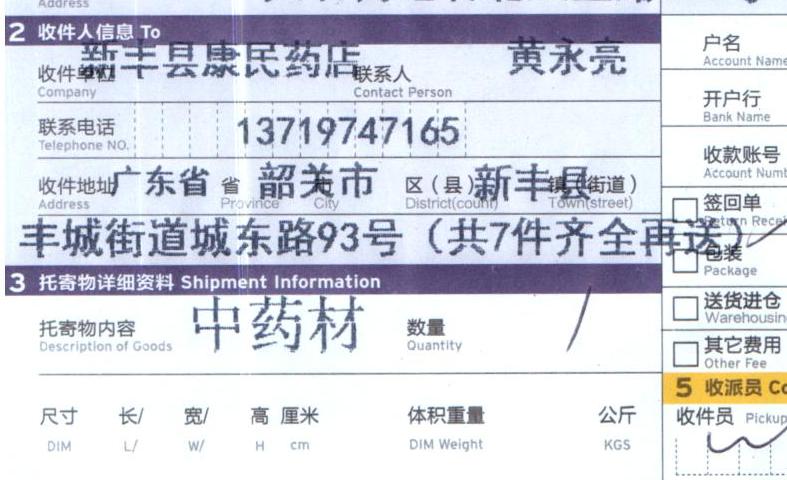 Address
2 收件人信息 To
新丰县康民药店 黄永亮
收件单位 联系人
Company Contact Person
联系电话 13719747165
Telephone NO.
收件地址 广东省 省 韶关市 市 区（县） 新丰县 镇（街道）
Address Province City District(count) Town(street)
丰城街道城东路93号（共7件齐全再送）
3 托寄物详细资料 Shipment Information
托寄物内容 中药材 数量 /
Description of Goods Quantity
尺寸 长/ 宽/ 高 厘米 体积重量 公斤
DIM L/ W/ H cm DIM Weight KGS
户名
Account Name
开户行
Bank Name
收款账号
Account Numb
签回单
Return Recei
包装
Package
送货进仓
Warehousin
其它费用
Other Fee
5 收派员 Co
收件员 Pickup